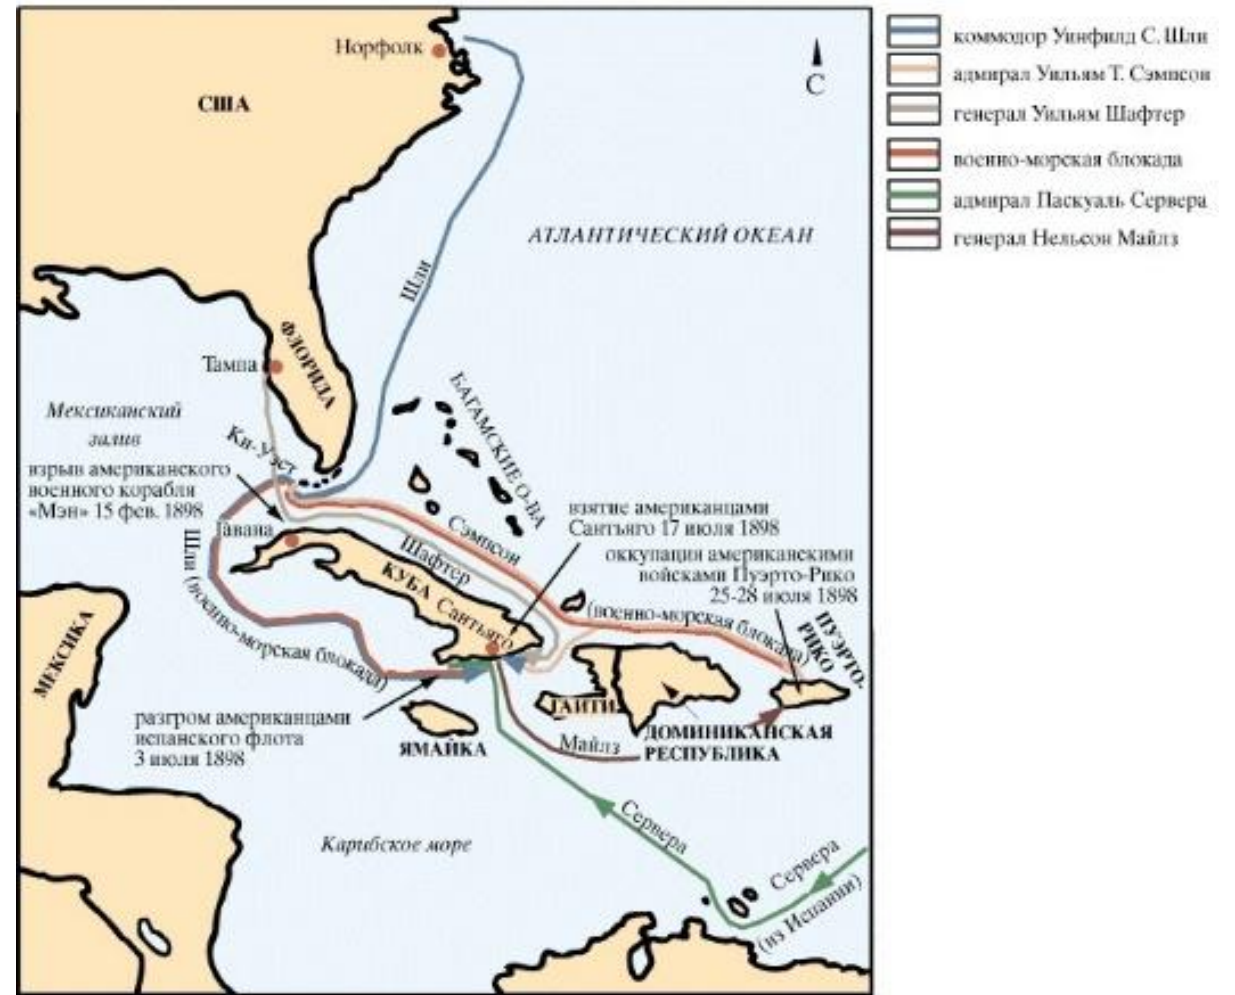 Норфолк
США
С
АТЛАНТИЧЕСКИЙ ОКЕАН
Шли
ФЛОРИДА
Тампа
Мексиканский
залив
БАГАМСКИЕ О-ВА
Ки-Уэст
взрыв американского
военного корабля
«Мэн» 15 фев. 1898
Гавана
взятие американцами
Сантьяго 17 июля 1898
Сэмпсон
Шафтер
оккупация американскими
войсками Пуэрто-Рико
25-28 июля 1898
КУБА
Сантьяго
Шли (военно-морская блокада)
(военно-морская блокада)
ПУЭРТО-
РИКО
МЕКСИКА
разгром американцами
испанского флота
3 июля 1898
ЯМАЙКА
ГАИТИ
ДОМИНИКАНСКАЯ
РЕСПУБЛИКА
Майлз
Карибское море
Сервера
Сервера
(из Испании)
коммодор Уинфилд С. Шли
адмирал Уильям Т. Сэмпсон
генерал Уильям Шафтер
военно-морская блокада
адмирал Паскуаль Сервера
генерал Нельсон Майлз